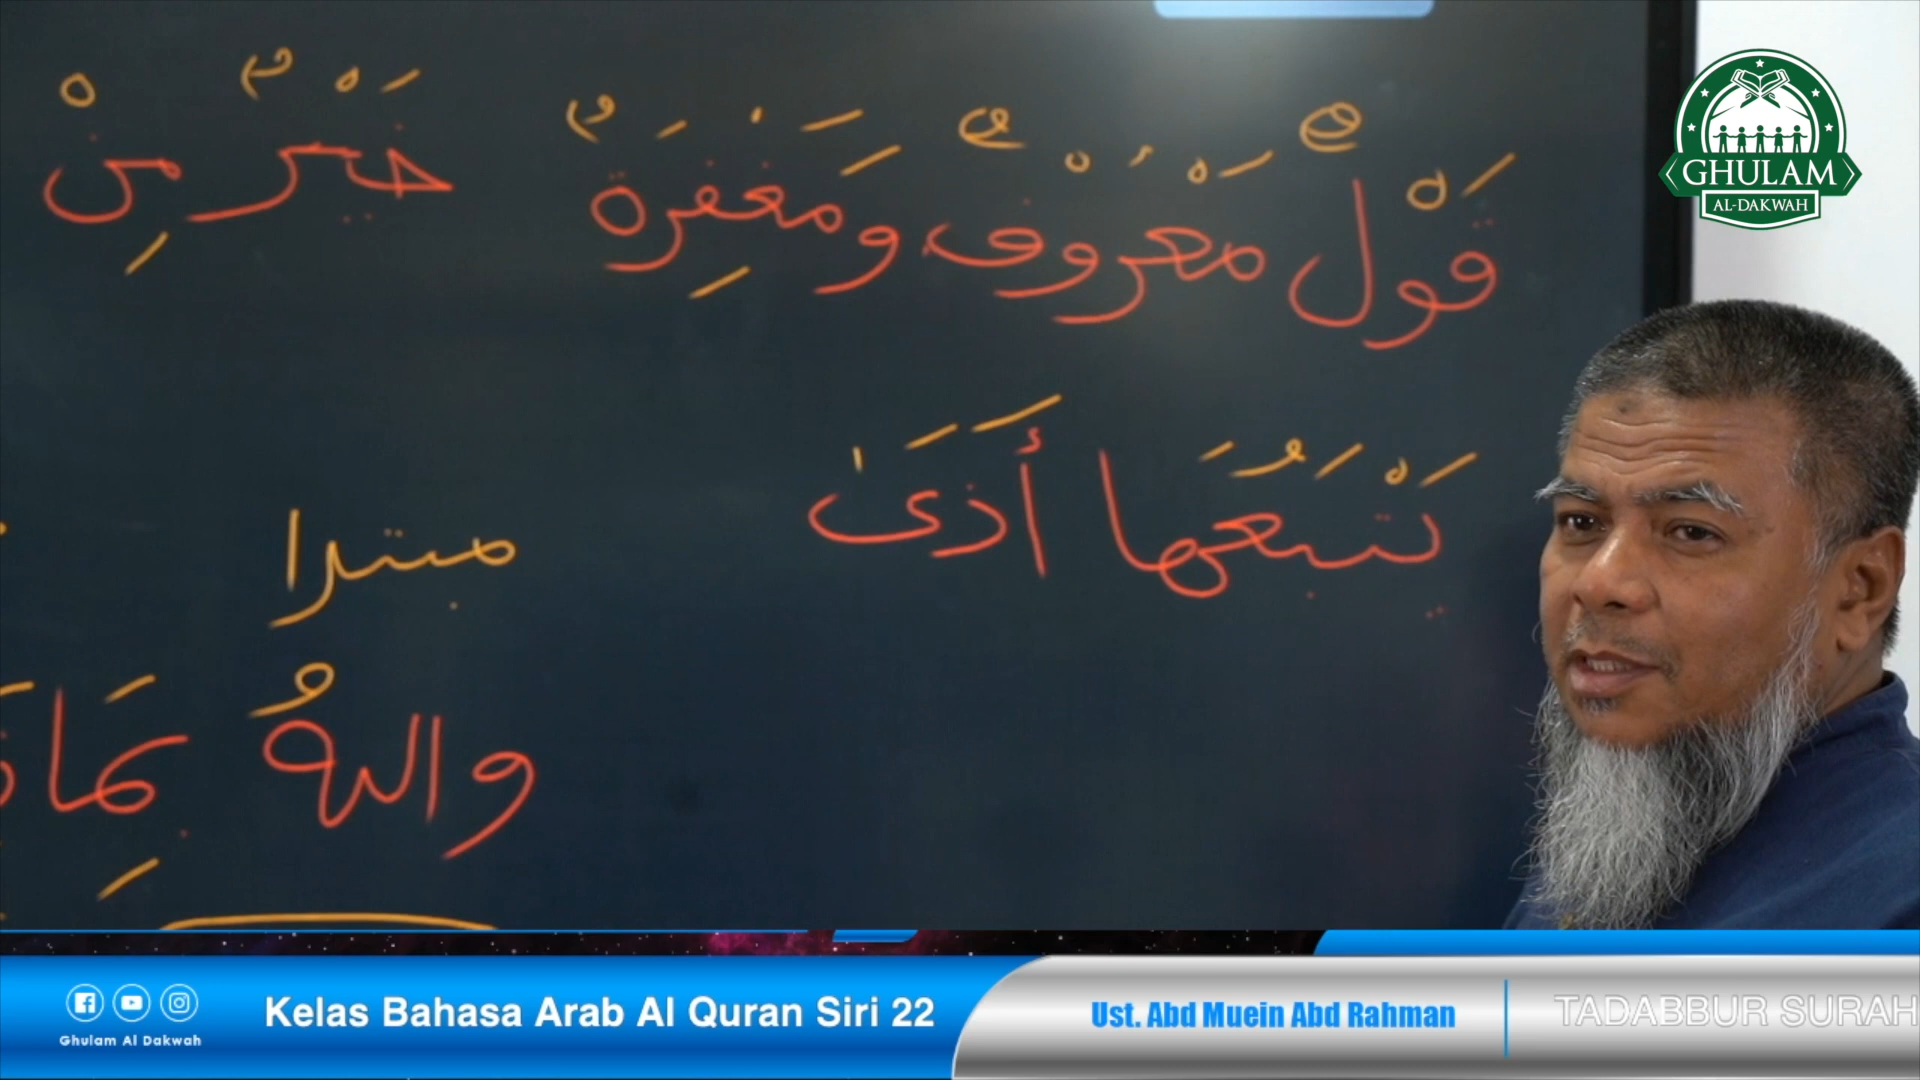 قَوْلٌ مَعْرُوفٌ وَمَغْفِرَةٌ خَيْرٌ مِنْ
يَتْبَعُهَا أَذَىٰ
مبتدا
واللهُ بِمَا
GHULAM
AL-DAKWAH
Ghulam Al Dakwah
Kelas Bahasa Arab Al Quran Siri 22
Ust. Abd Muein Abd Rahman
TADABBUR SURAH